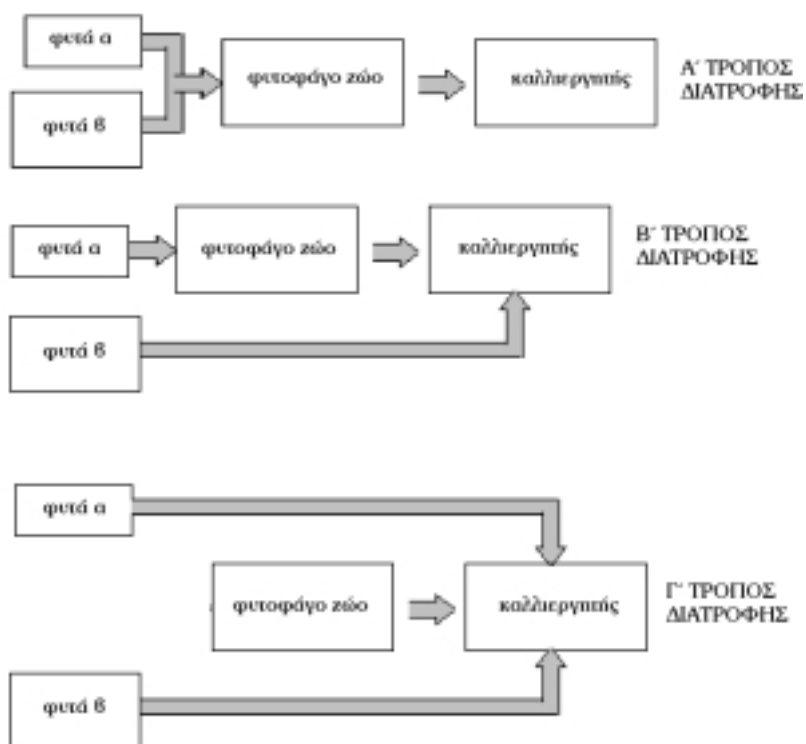 φυτά α
φυτά β
φυτοφάγο ζώο
καλλιεργητής
Α' ΤΡΟΠΟΣ
ΔΙΑΤΡΟΦΗΣ
φυτά α
φυτοφάγο ζώο
καλλιεργητής
Β' ΤΡΟΠΟΣ
ΔΙΑΤΡΟΦΗΣ
φυτά β
φυτά α
φυτοφάγο ζώο
καλλιεργητής
Γ' ΤΡΟΠΟΣ
ΔΙΑΤΡΟΦΗΣ
φυτά β